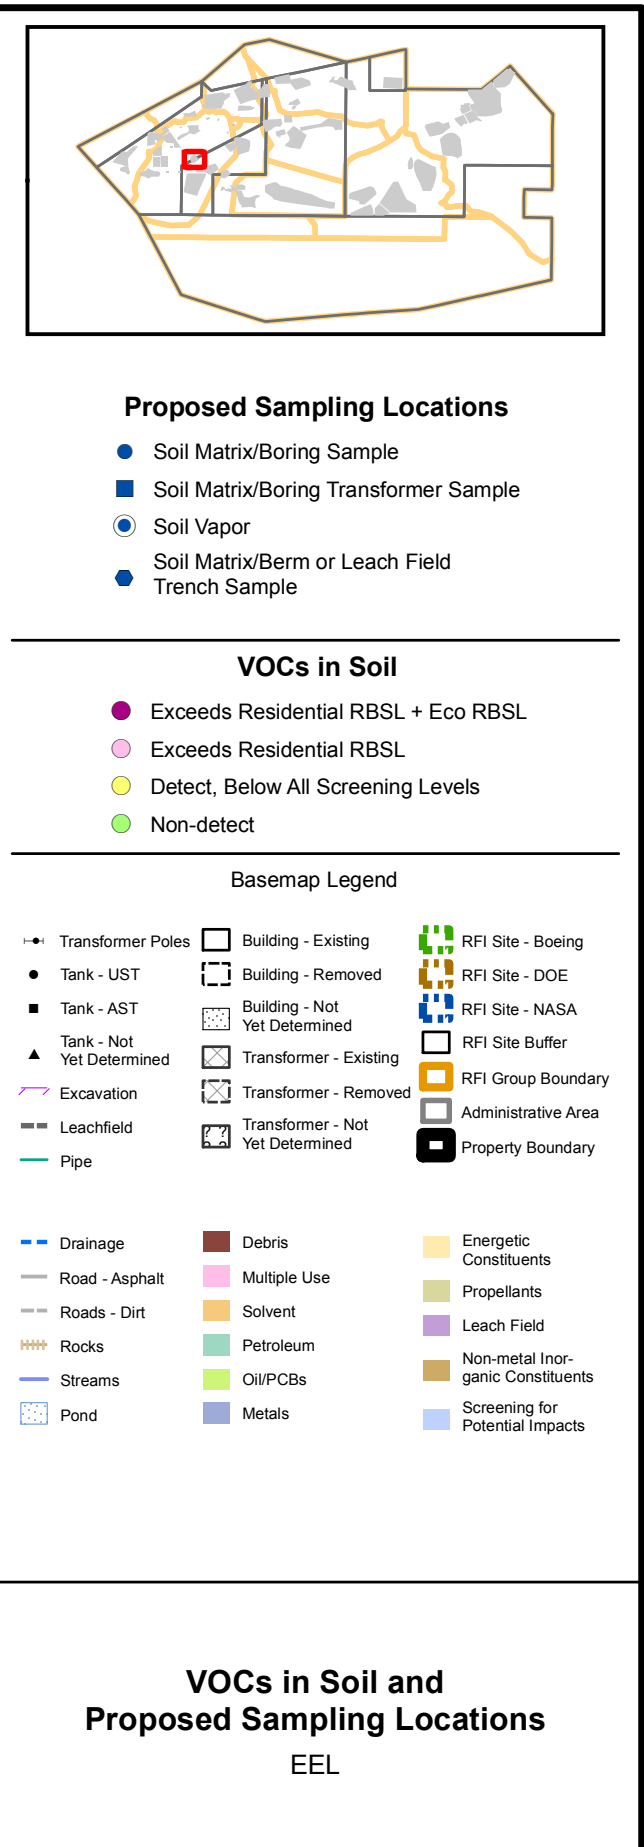 Proposed Sampling Locations
Soil Matrix/Boring Sample
Soil Matrix/Boring Transformer Sample
Soil Vapor
Soil Matrix/Berm or Leach Field
Trench Sample
VOCs in Soil
Exceeds Residential RBSL + Eco RBSL
Exceeds Residential RBSL
Detect, Below All Screening Levels
Non-detect
Basemap Legend
Transformer Poles
Tank - UST
Tank - AST
Tank - Not
Yet Determined
Excavation
Leachfield
Pipe
Building - Existing
Building - Removed
Building - Not
Yet Determined
Transformer - Existing
Transformer - Removed
Transformer - Not
Yet Determined
RFI Site - Boeing
RFI Site - DOE
RFI Site - NASA
RFI Site Buffer
RFI Group Boundary
Administrative Area
Property Boundary
Drainage
Road - Asphalt
Roads - Dirt
Rocks
Streams
Pond
Debris
Multiple Use
Solvent
Petroleum
Oil/PCBs
Metals
Energetic
Constituents
Propellants
Leach Field
Non-metal Inor-
ganic Constituents
Screening for
Potential Impacts
VOCs in Soil and
Proposed Sampling Locations
EEL